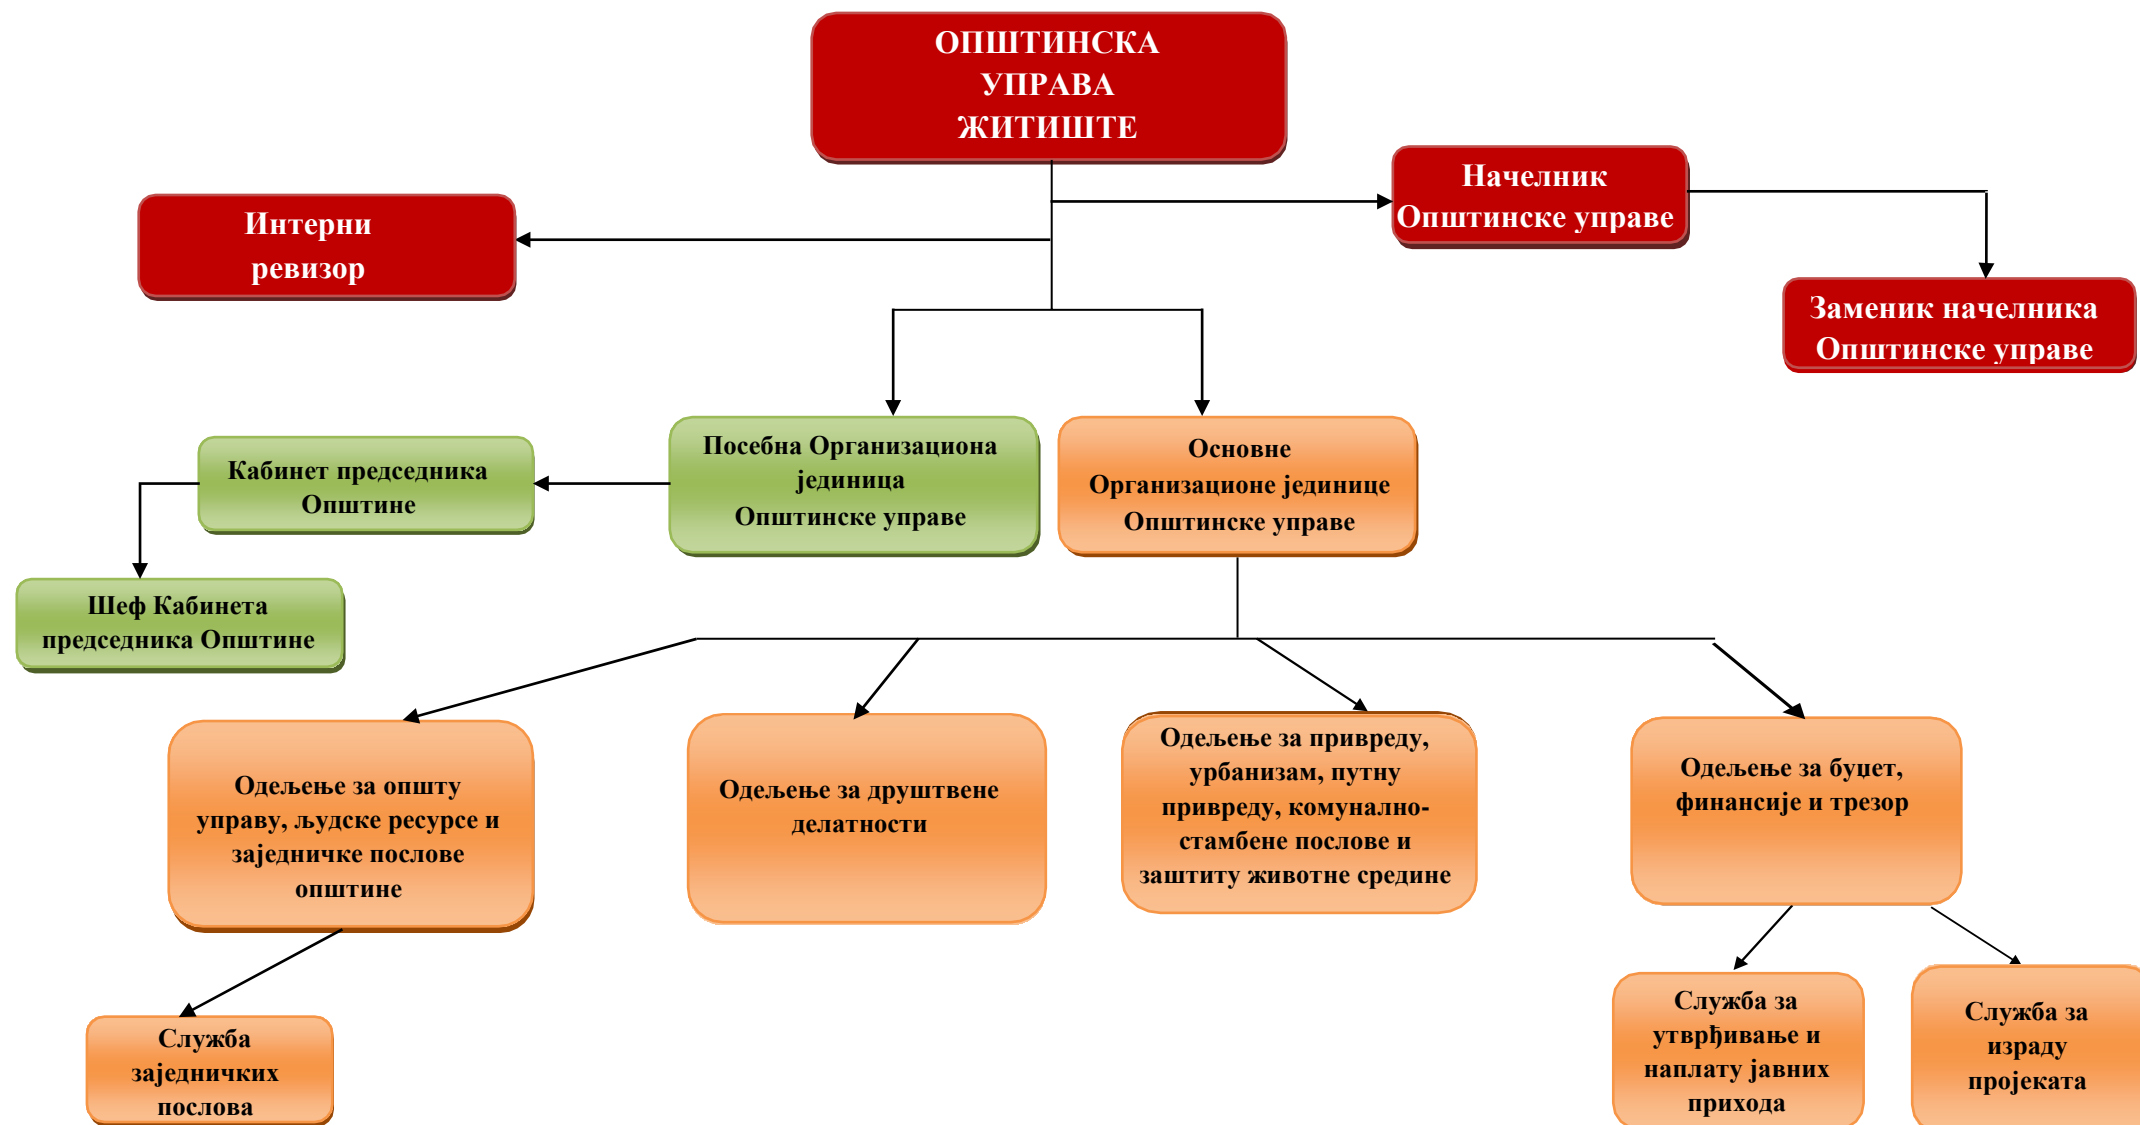 ОПШТИНСКА
УПРАВА
ЖИТИШТЕ
Начелник
Општинске управе
Интерни
ревизор
Заменик начелника
Општинске управе
Посебна Организациона
јединица
Општинске управе
Основне
Организационе јединице
Општинске управе
Кабинет председника
Општине
Шеф Кабинета
председника Општине
Одељење за општу
управу, људске ресурсе и
заједничке послове
општине
Одељење за друштвене
делатности
Одељење за привреду,
урбанизам, путну
привреду, комунално-
стамбене послове и
заштиту животне средине
Одељење за буџет,
финансије и трезор
Служба
заједничких
послова
Служба за
утврђивање и
наплату јавних
прихода
Служба за
израду
пројеката